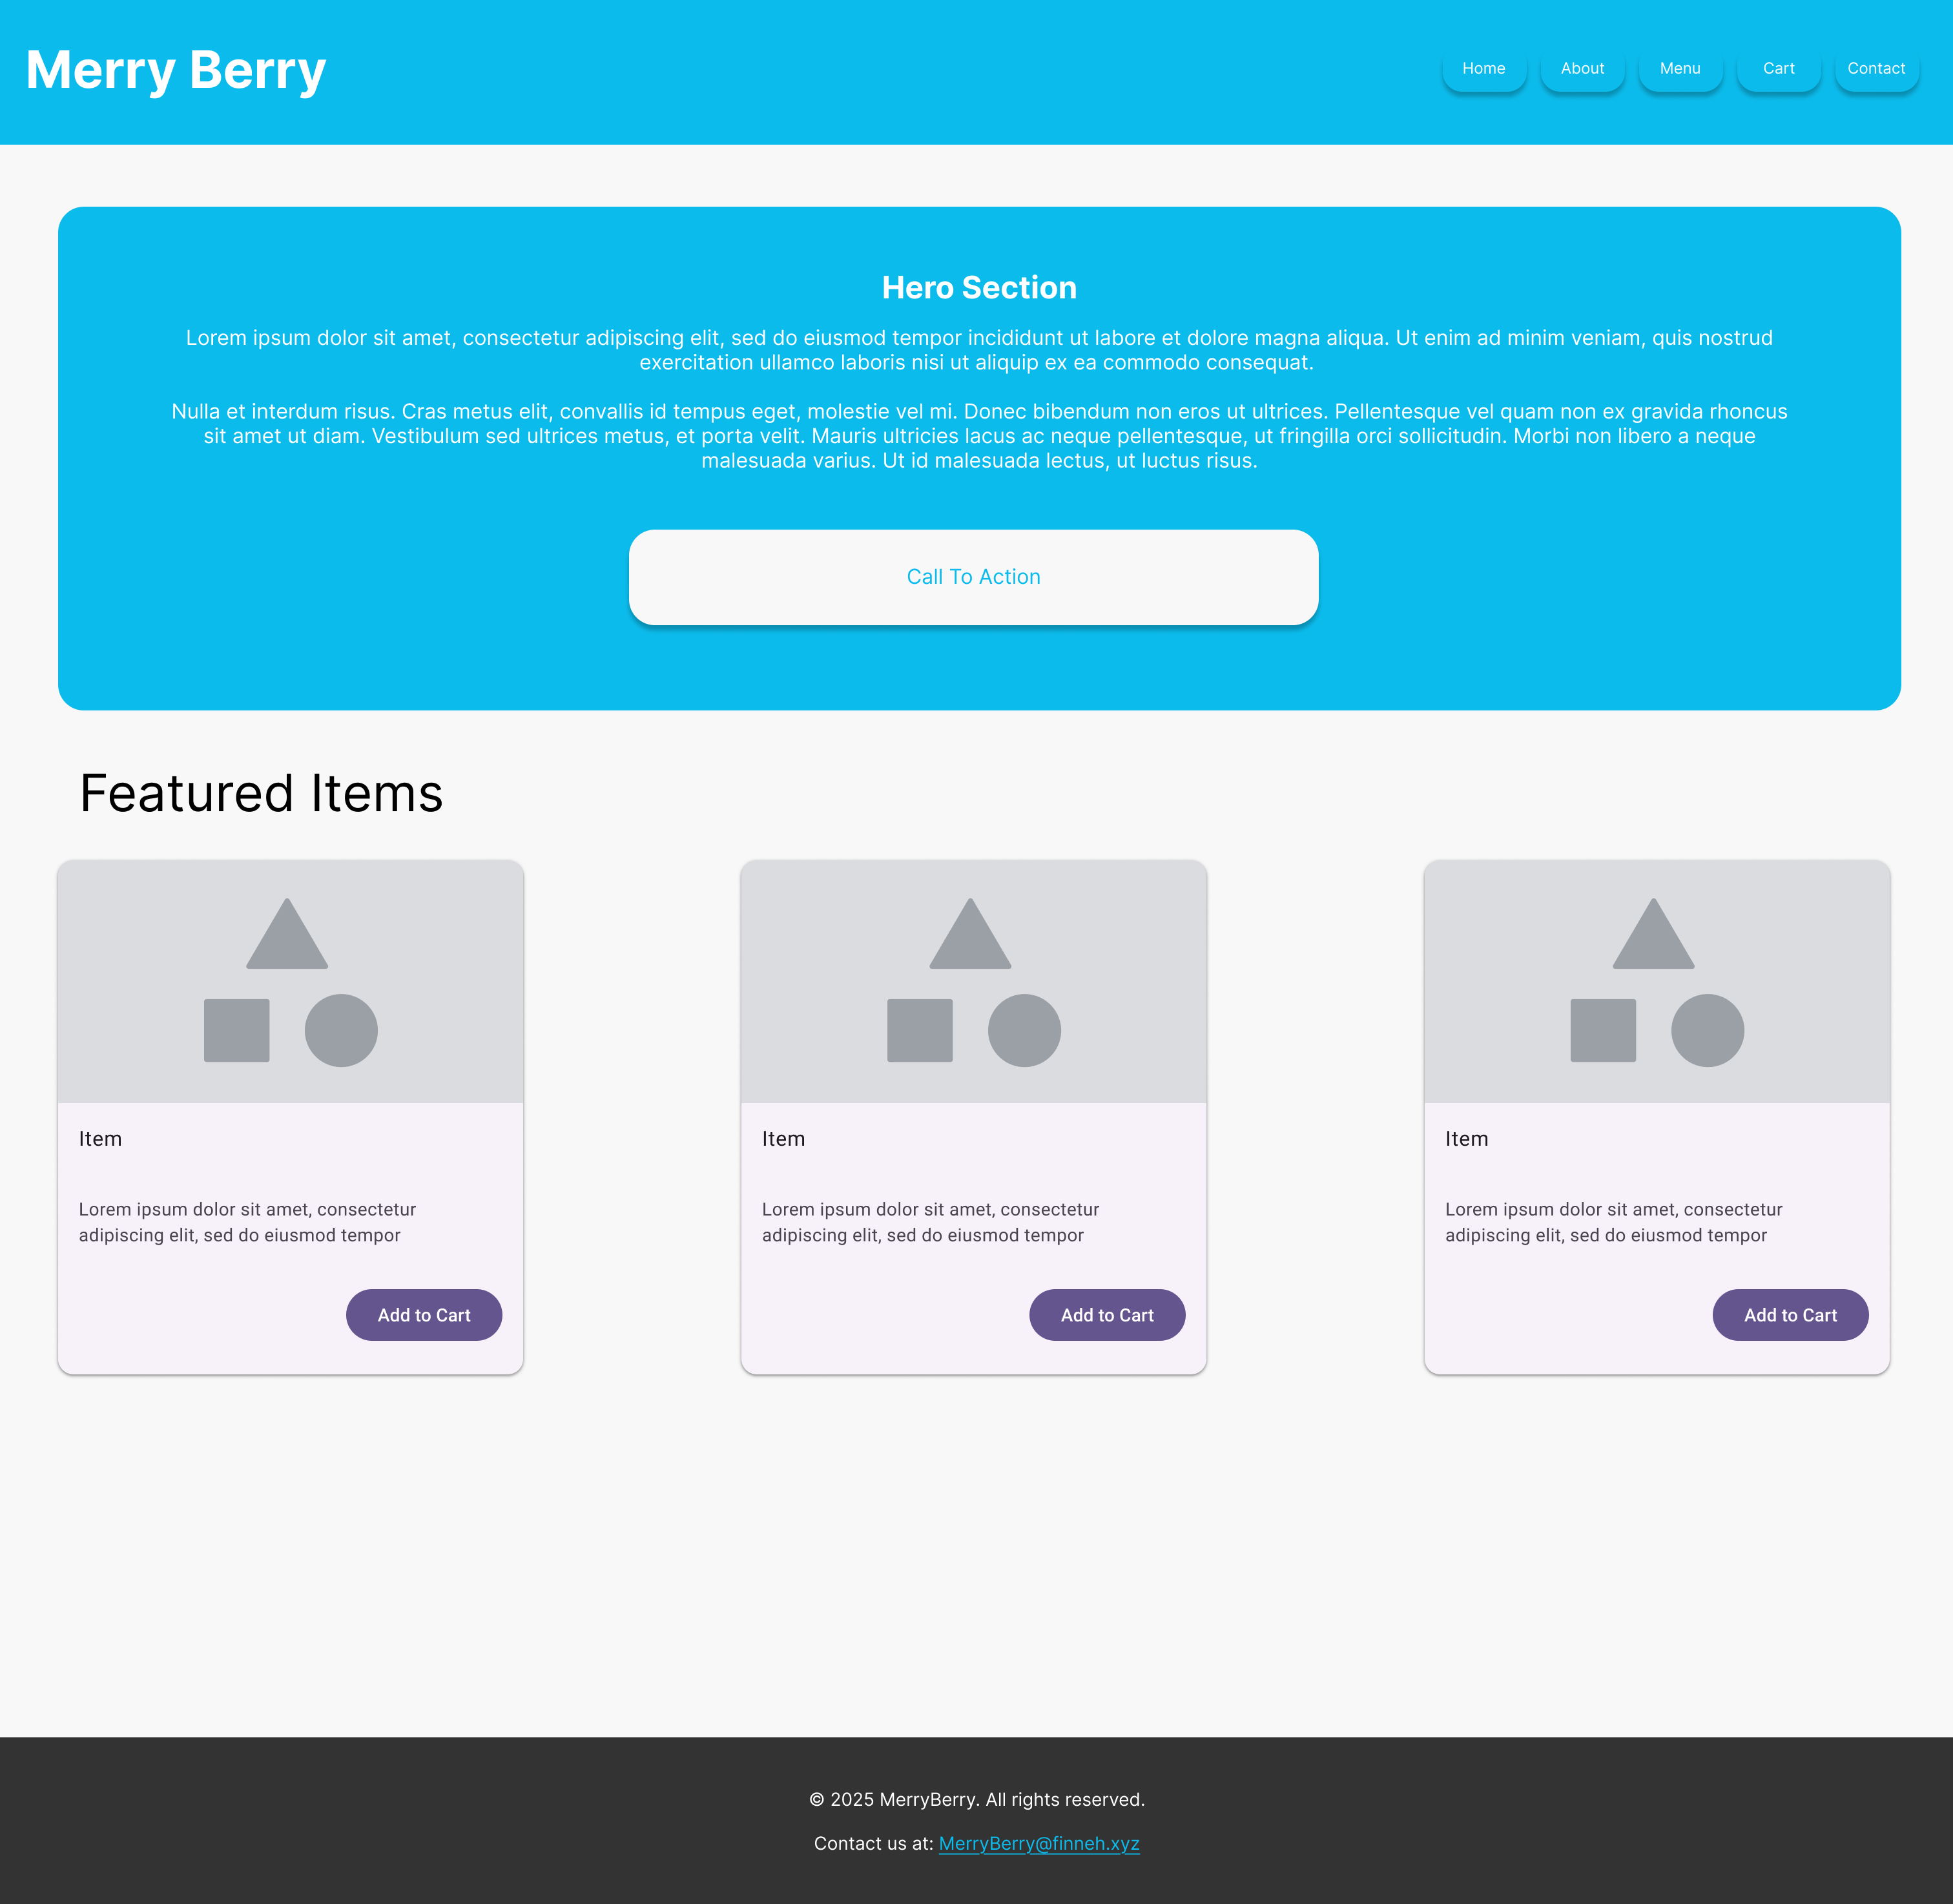 Merry Berry
Home
About
Menu
Cart
Contact
Hero Section
Lorem ipsum dolor sit amet, consectetur adipiscing elit, sed do eiusmod tempor incididunt ut labore et dolore magna aliqua. Ut enim ad minim veniam, quis nostrud
exercitation ullamco laboris nisi ut aliquip ex ea commodo consequat.
Nulla et interdum risus. Cras metus elit, convallis id tempus eget, molestie vel mi. Donec bibendum non eros ut ultrices. Pellentesque vel quam non ex gravida rhoncus
sit amet ut diam. Vestibulum sed ultrices metus, et porta velit. Mauris ultricies lacus ac neque pellentesque, ut fringilla orci sollicitudin. Morbi non libero a neque
malesuada varius. Ut id malesuada lectus, ut luctus risus.
Call To Action
Featured Items
Item
Lorem ipsum dolor sit amet, consectetur
adipiscing elit, sed do eiusmod tempor
Add to Cart
Item
Lorem ipsum dolor sit amet, consectetur
adipiscing elit, sed do eiusmod tempor
Add to Cart
Item
Lorem ipsum dolor sit amet, consectetur
adipiscing elit, sed do eiusmod tempor
Add to Cart
© 2025 MerryBerry. All rights reserved.
Contact us at: MerryBerry@finneh.xyz